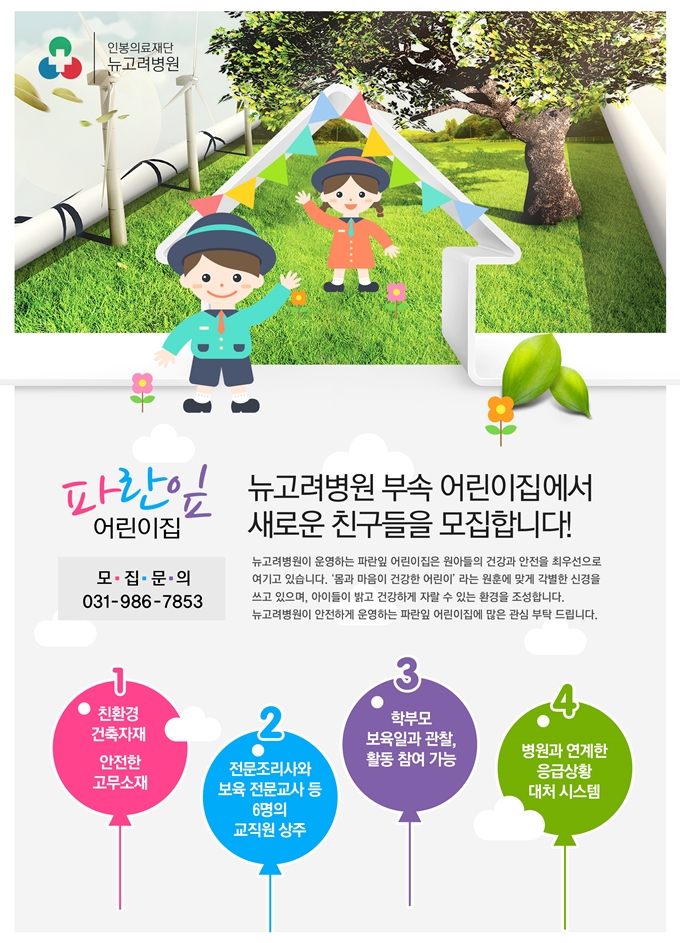 인봉의료재단
뉴고려병원
파란잎
어린이집
뉴고려병원 부속 어린이집에서
새로운 친구들을 모집합니다!
모·집·문·의
031-986-7853
뉴고려병원이 운영하는 파란잎 어린이집은 원아들의 건강과 안전을 최우선으로
여기고 있습니다. '몸과 마음이 건강한 어린이' 라는 원훈에 맞게 각별한 신경을
쓰고 있으며, 아이들이 밝고 건강하게 자랄 수 있는 환경을 조성합니다.
뉴고려병원이 안전하게 운영하는 파란잎 어린이집에 많은 관심 부탁 드립니다.
1
친환경
건축자재
안전한
고무소재
2
전문조리사와
보육 전문교사 등
6명의
교직원 상주
3
학부모
보육일과 관찰,
활동 참여 가능
4
병원과 연계한
응급상황
대처 시스템